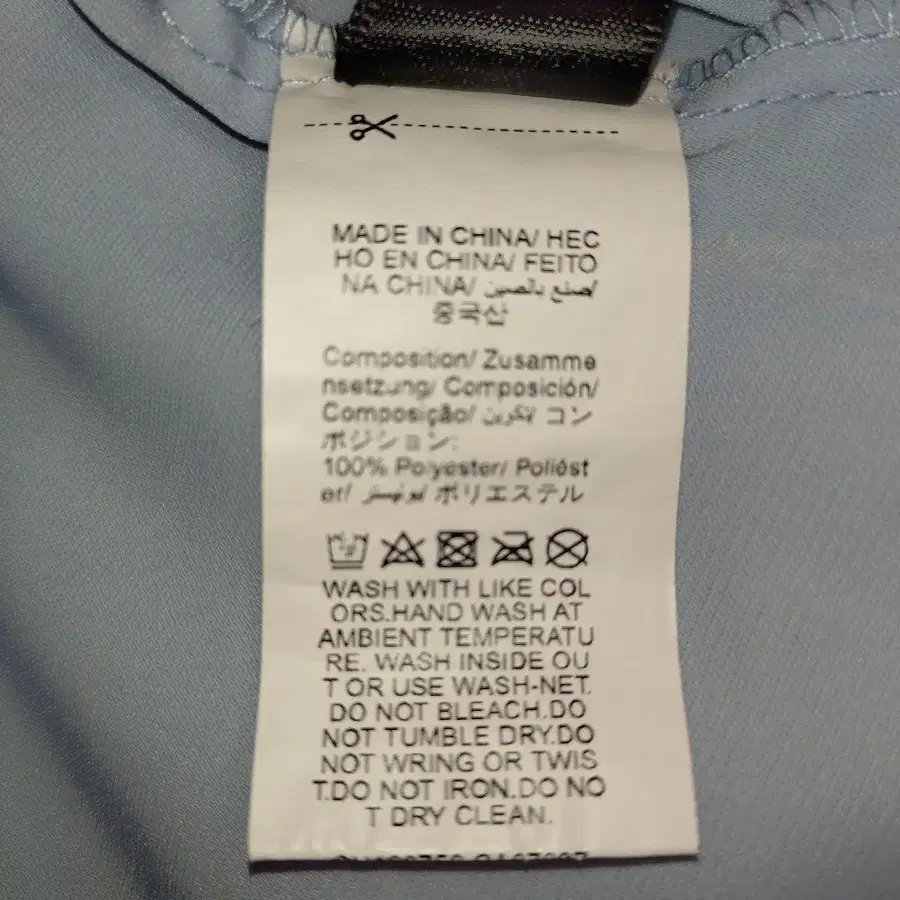 MADE IN CHINA/ HEC
HO EN CHINA/ FEITO
NA CHINA/ صنع بالصين/
중국산
Composition/ Zusamme
nsetzung/ Composición/
Composição/ コン
ポジション:
100% Polyester/ Poliést
er/ ポリエステル
WASH WITH LIKE COL
ORS.HAND WASH AT
AMBIENT TEMPERATU
RE. WASH INSIDE OU
T OR USE WASH-NET.
DO NOT BLEACH.DO
NOT TUMBLE DRY.DO
NOT WRING OR TWIS
T.DO NOT IRON.DO NO
T DRY CLEAN.